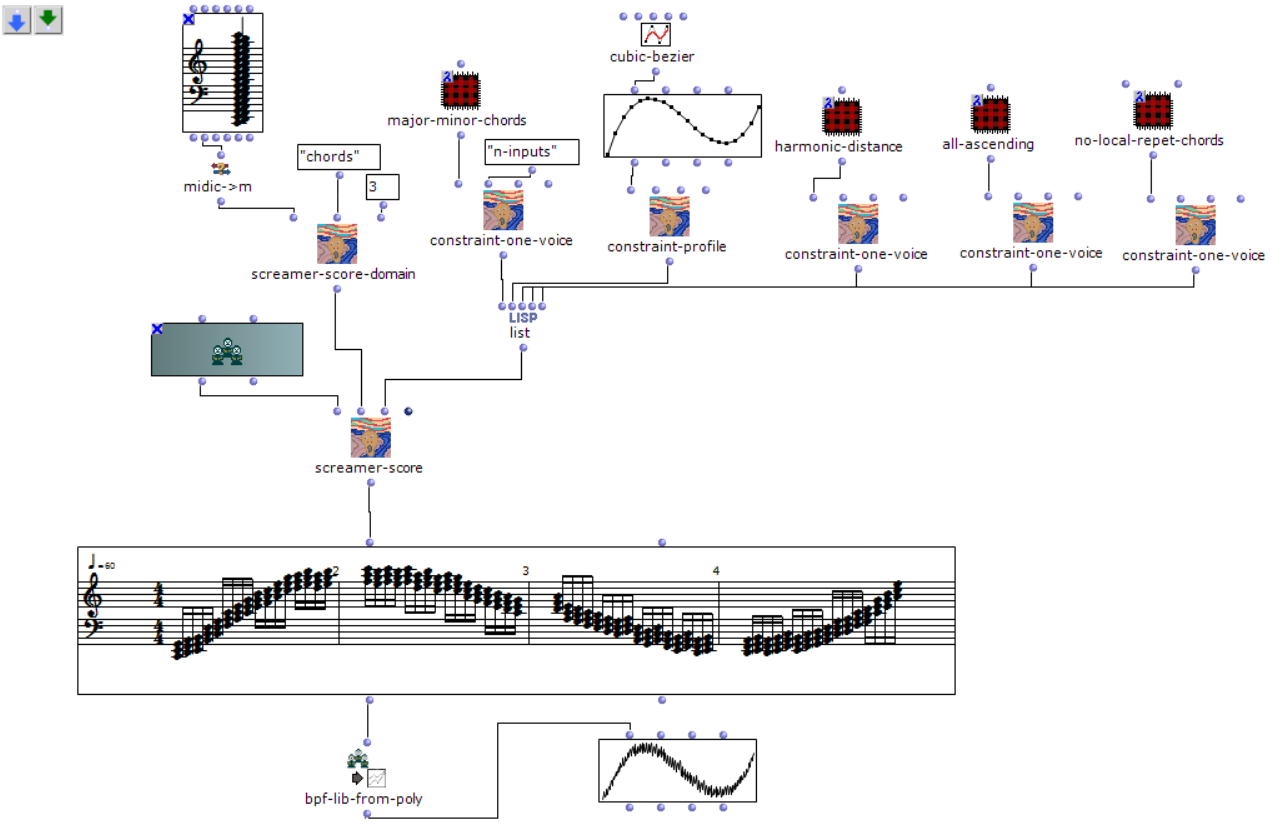 cubic-bezier
major-minor-chords
"chords"
3
"n-inputs"
midic->m
harmonic-distance
all-ascending
no-local-repet-chords
screamer-score-domain
constraint-one-voice
constraint-profile
constraint-one-voice
constraint-one-voice
constraint-one-voice
LISP
list
screamer-score
=60
2
3
4
4
4
4
4
bpf-lib-from-poly